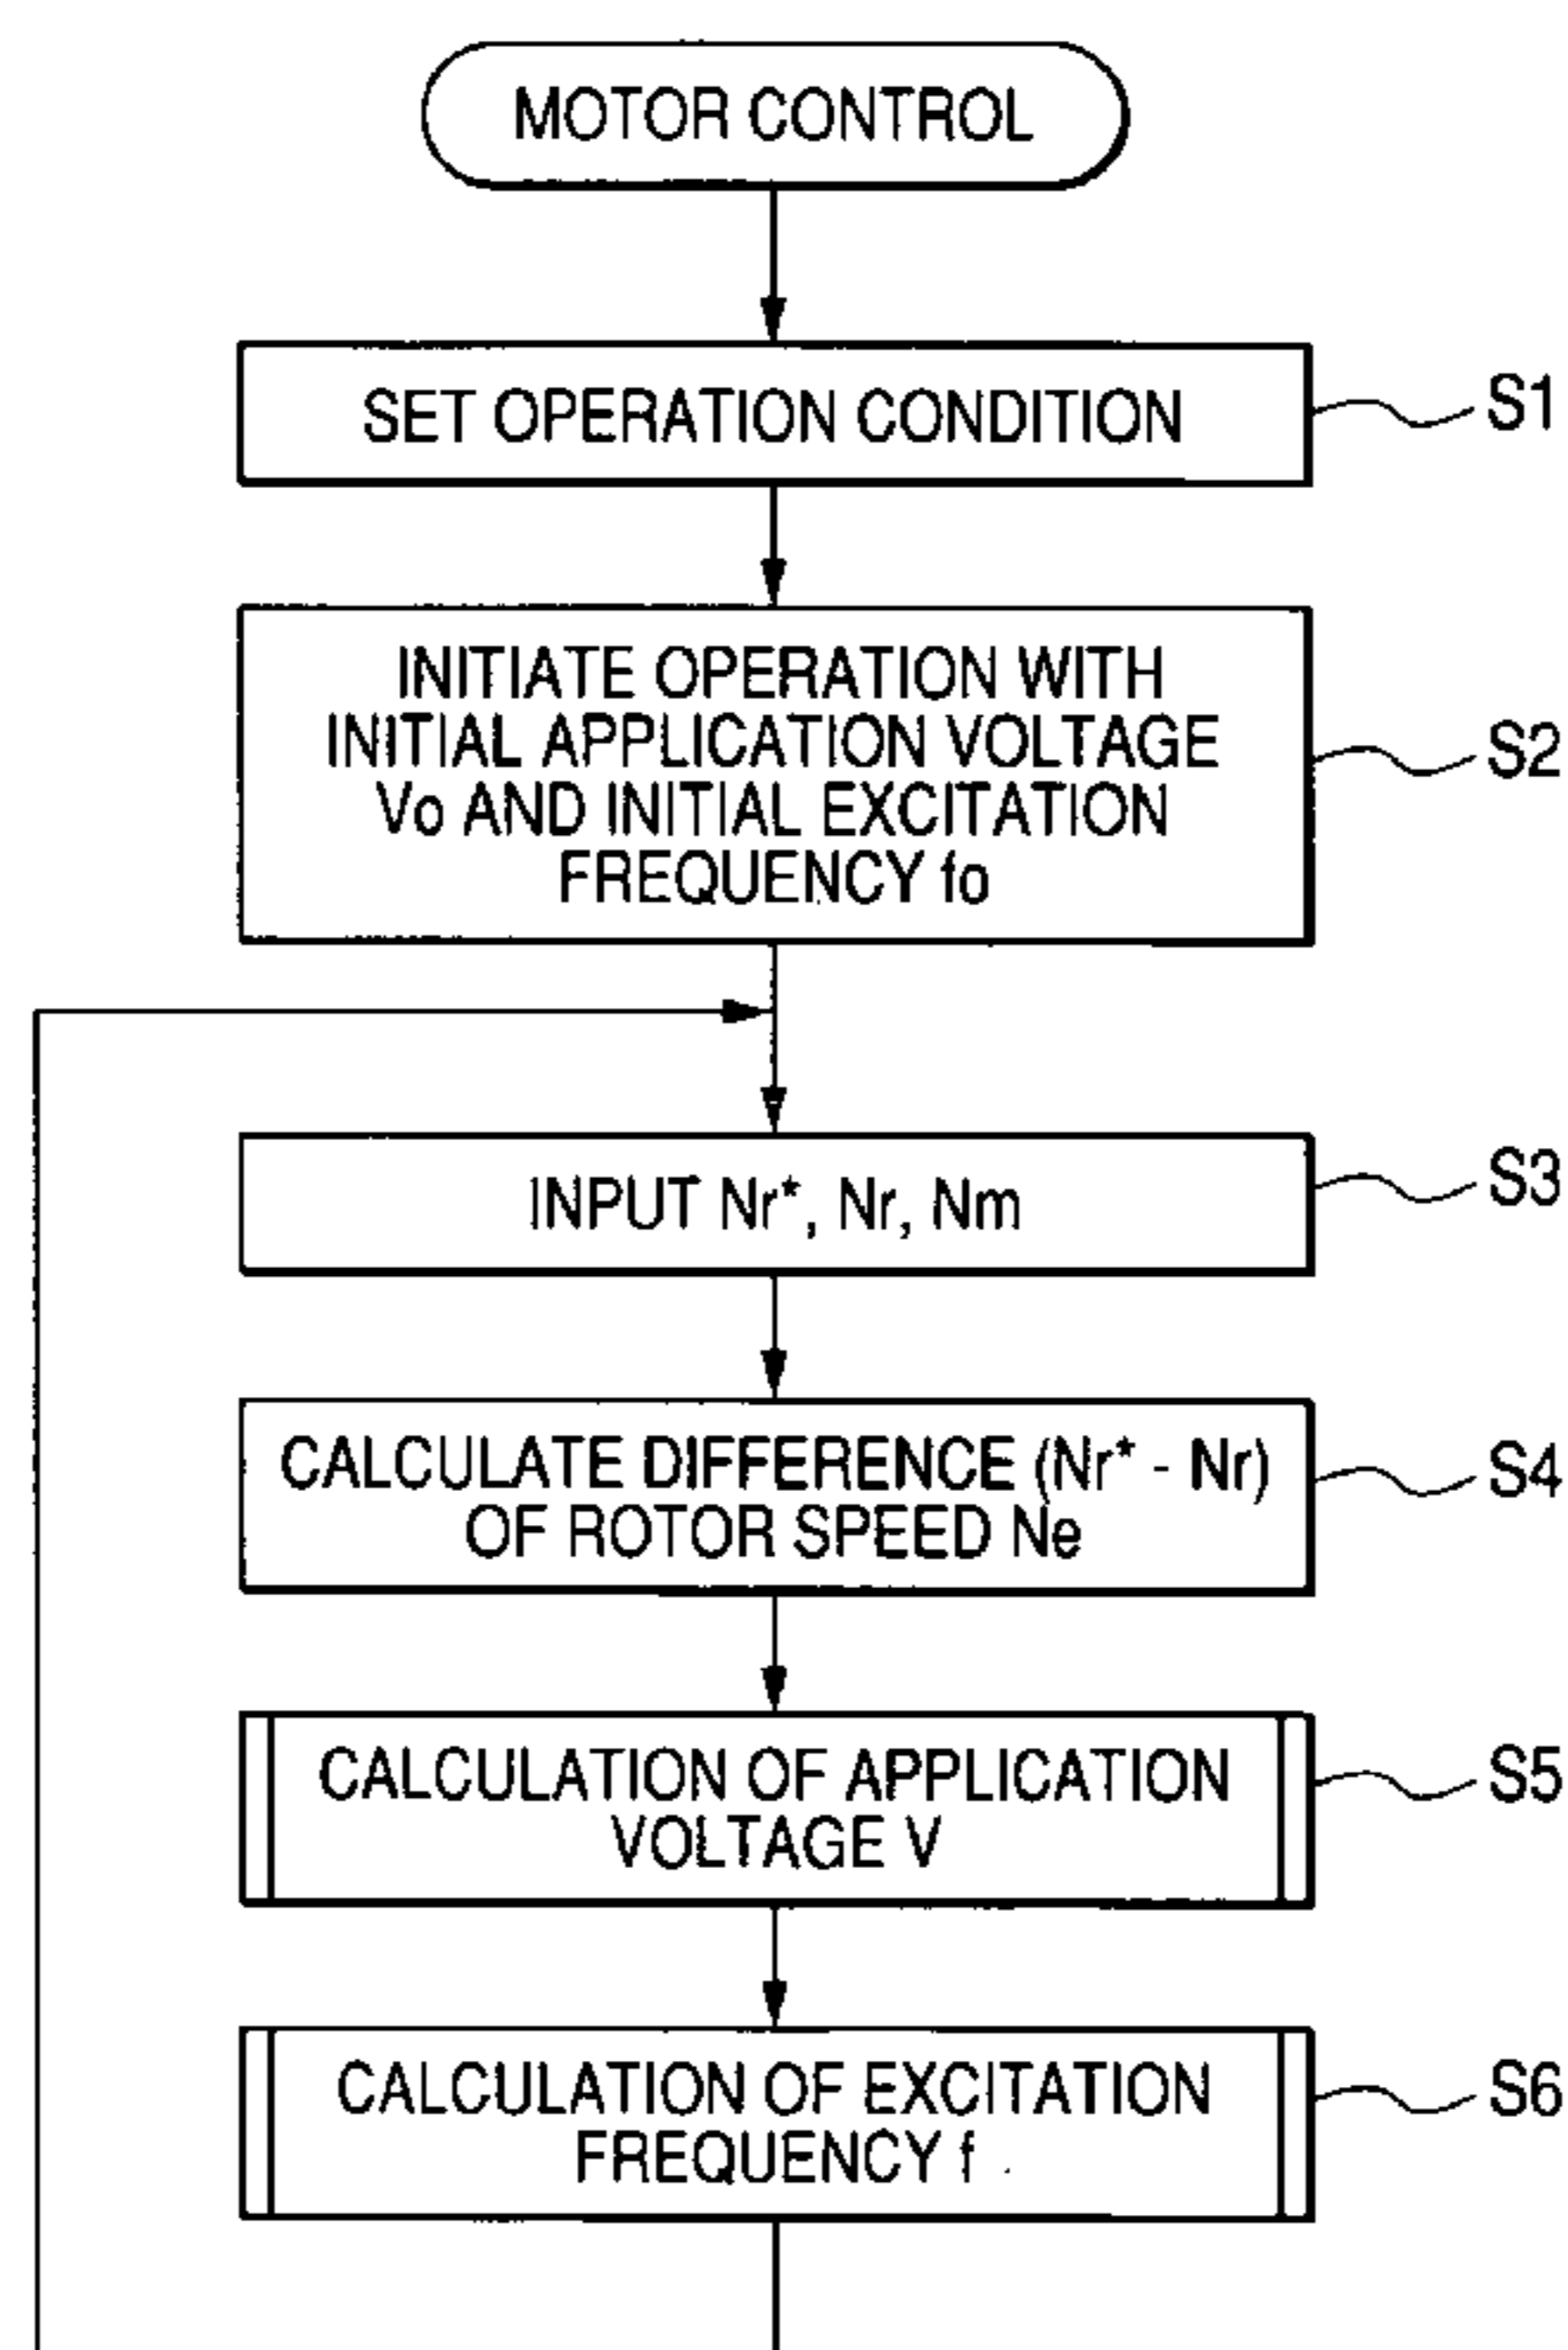 MOTOR CONTROL
SET OPERATION CONDITION
S1
INITIATE OPERATION WITH
INITIAL APPLICATION VOLTAGE
Vo AND INITIAL EXCITATION
FREQUENCY fo
S2
INPUT Nr*, Nr, Nm
S3
CALCULATE DIFFERENCE (Nr* - Nr)
OF ROTOR SPEED Ne
S4
CALCULATION OF APPLICATION
VOLTAGE V
S5
CALCULATION OF EXCITATION
FREQUENCY f
S6